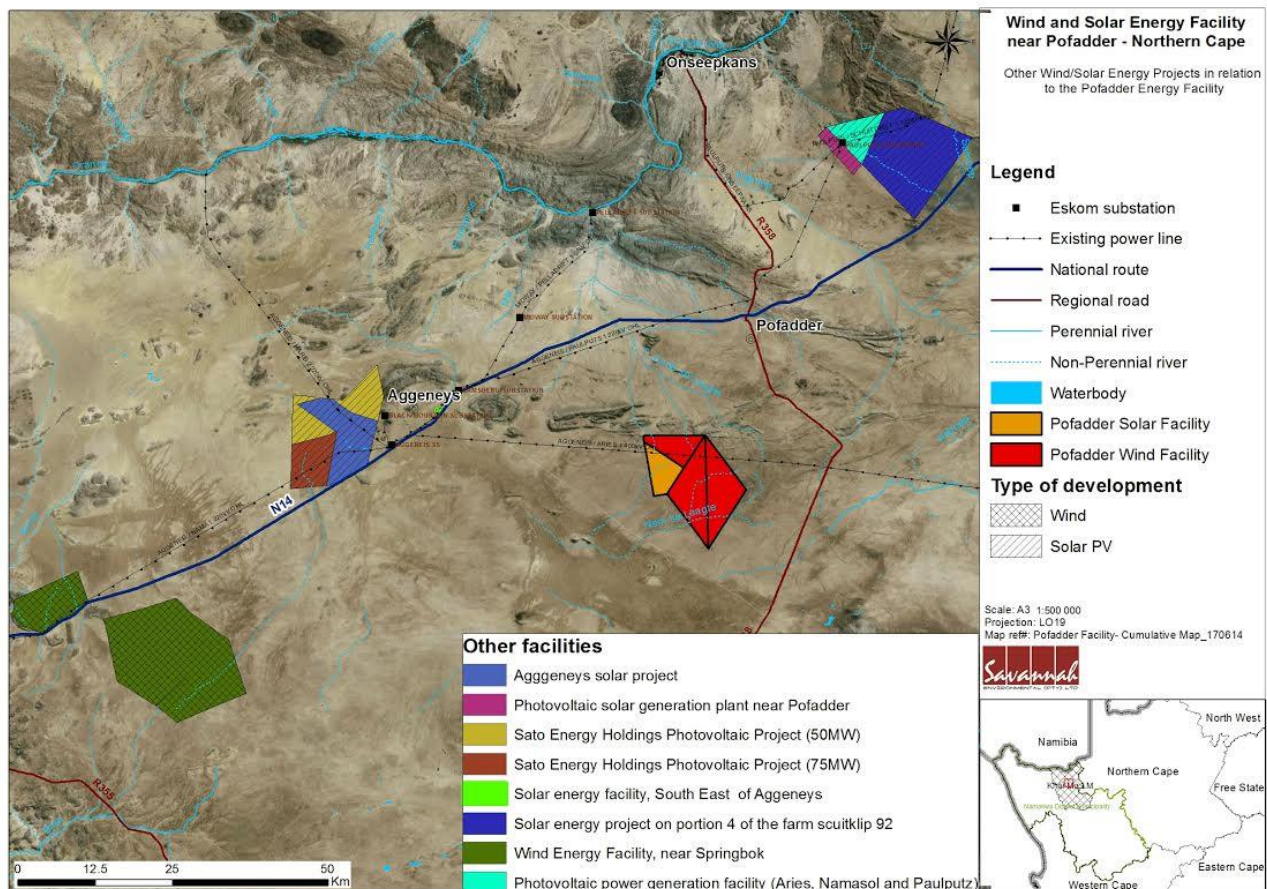 Wind and Solar Energy Facility
near Pofadder - Northern Cape
Other Wind/Solar Energy Projects in relation
to the Pofadder Energy Facility
Legend
Eskom substation
Existing power line
National route
Regional road
Perennial river
Non-Perennial river
Waterbody
Pofadder Solar Facility
Pofadder Wind Facility
Type of development
Wind
Solar PV
Scale: A3 1:500 000
Projection: LO19
Map ref#: Pofadder Facility- Cumulative Map_170614
Savannah
ENVIRONMENTAL (PTY) LTD
Onseepkans
R358
Pofadder
MIDWAY SUBSTATION
Aggeneys
AGGENEIS SS
N14
R355
Other facilities
Agggeneys solar project
Photovoltaic solar generation plant near Pofadder
Sato Energy Holdings Photovoltaic Project (50MW)
Sato Energy Holdings Photovoltaic Project (75MW)
Solar energy facility, South East of Aggeneys
Solar energy project on portion 4 of the farm scuitklip 92
Wind Energy Facility, near Springbok
Photovoltaic power generation facility (Aries, Namasol and Paulputz)
0 12.5 25 50
Km
Namibia
North West
Northern Cape
Free State
Eastern Cape
Western Cape